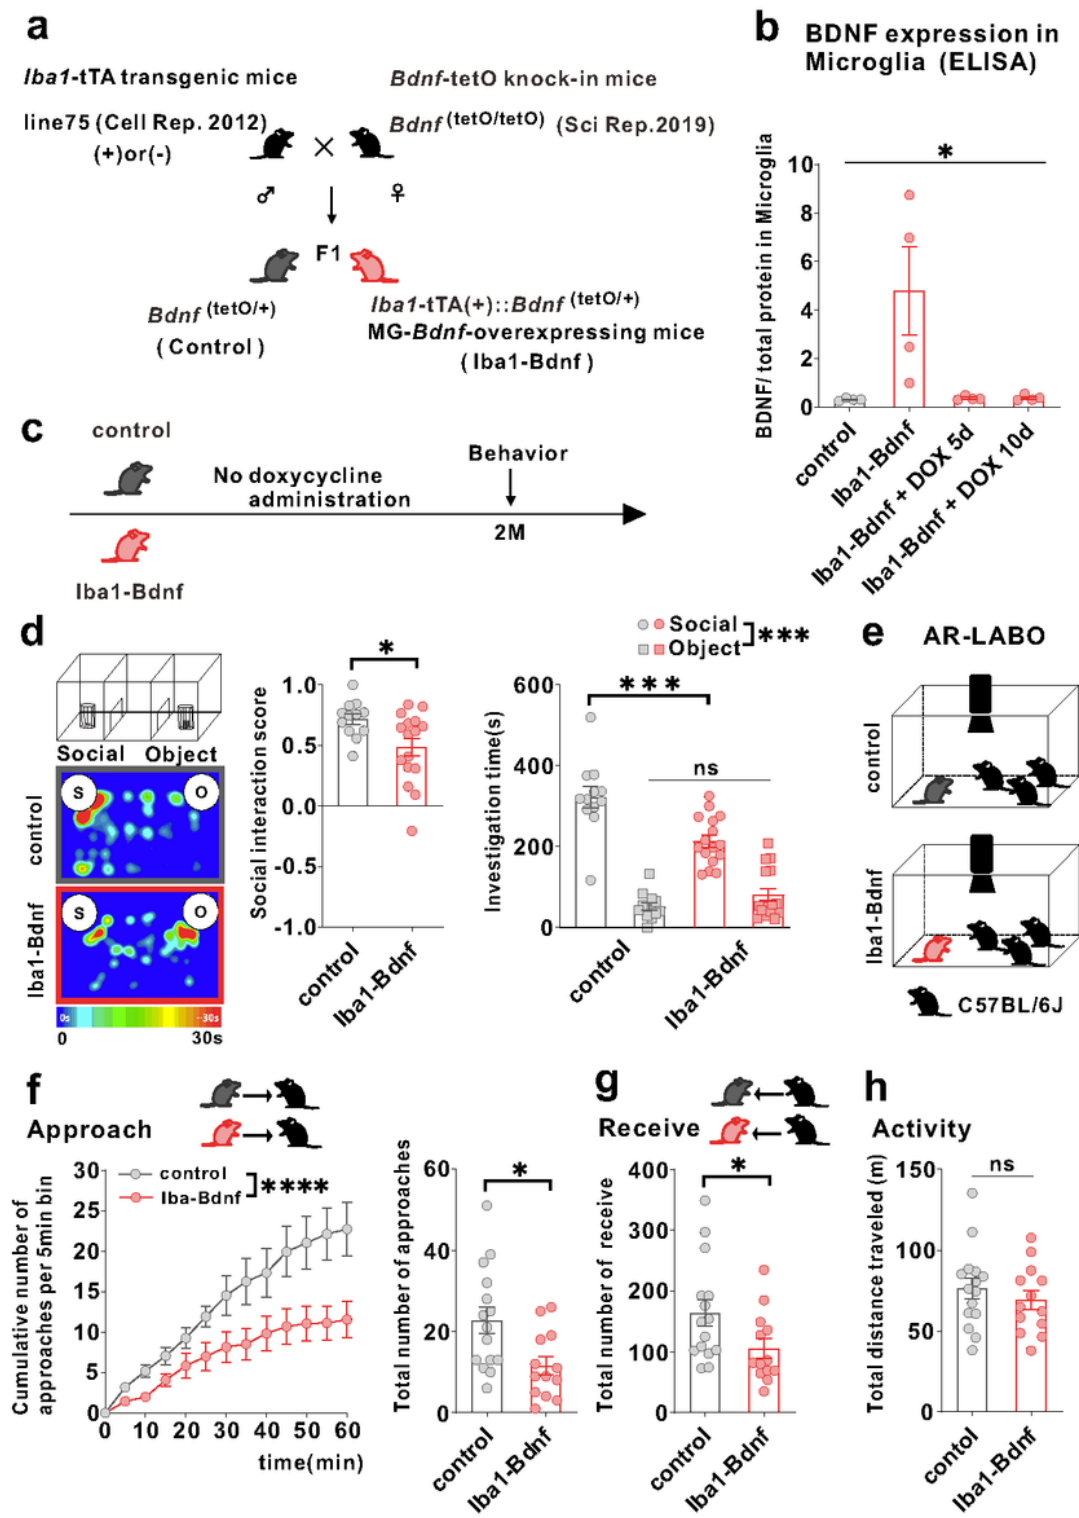 a
Iba1-tTA transgenic mice
line75 (Cell Rep. 2012)
(+)or(-)
Bdnf-tetO knock-in mice
Bdnf (tetO/tetO) (Sci Rep.2019)
×
♂
♀
F1
Bdnf (tetO/+)
(Control)
Iba1-tTA(+)::Bdnf (tetO/+)
MG-Bdnf-overexpressing mice
(Iba1-Bdnf)
b
BDNF expression in
Microglia (ELISA)
BDNF/ total protein in Microglia
10
8
6
4
2
0
*
control
Iba1-Bdnf
Iba1-Bdnf + DOX 5d
Iba1-Bdnf + DOX 10d
c
control
No doxycycline
administration
Behavior
2M
Iba1-Bdnf
d
Social Object
control
S
O
Iba1-Bdnf
S
O
0s
~30s
0
30s
Social interaction score
1.0
0.5
0.0
-0.5
-1.0
*
control
Iba1-Bdnf
Social
Object
***
Investigation time(s)
600
400
200
0
***
ns
control
Iba1-Bdnf
e
AR-LABO
control
Iba1-Bdnf
C57BL/6J
f
Approach
control
Iba-Bdnf
****
Cumulative number of
approaches per 5min bin
30
25
20
15
10
5
0
0 10 20 30 40 50 60
time(min)
Total number of approaches
60
40
20
0
*
control
Iba1-Bdnf
g
Receive
Total number of receive
400
300
200
100
0
*
control
Iba1-Bdnf
h
Activity
Total distance traveled (m)
150
100
50
0
ns
contol
Iba1-Bdnf